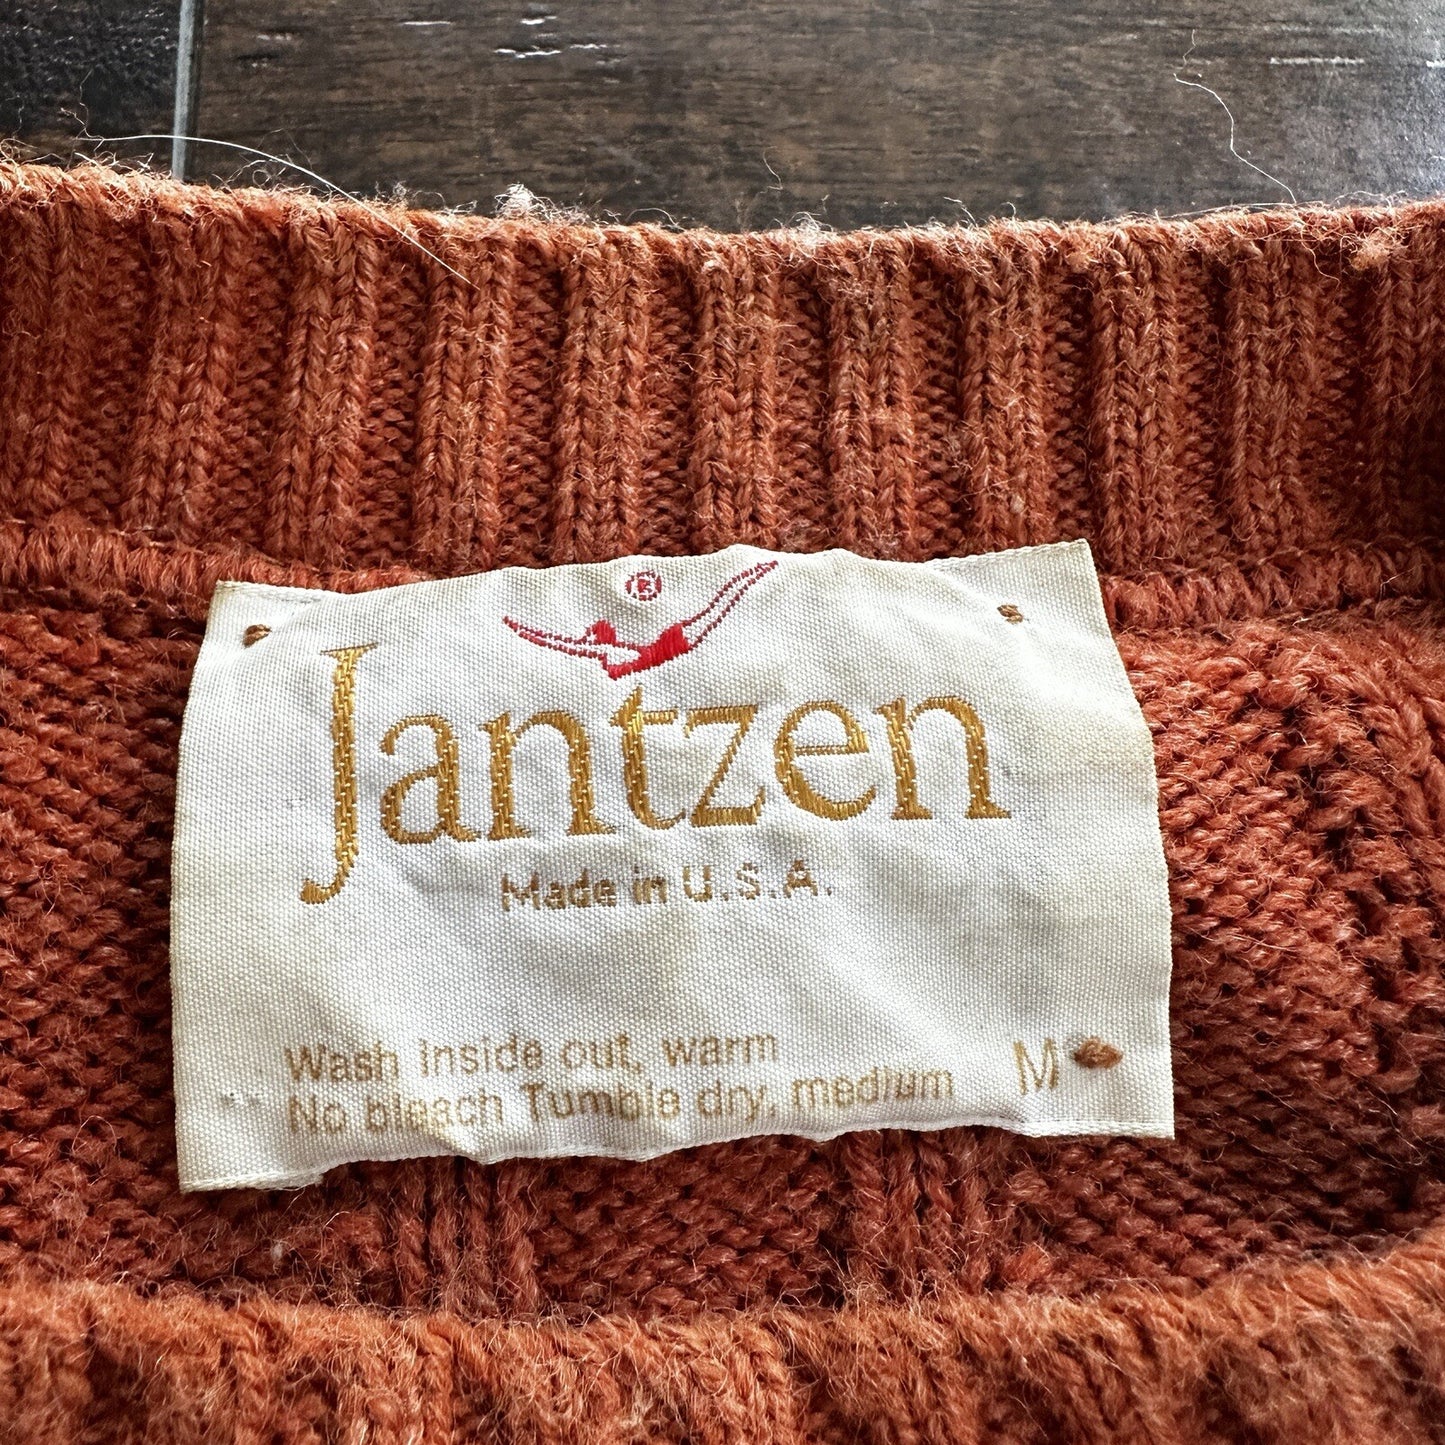 ®
Jantzen
Made in U.S.A.
Wash inside out, warm
No bleach Tumble dry, medium M